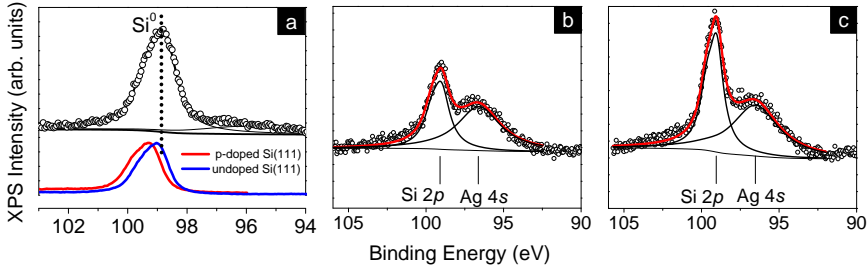 XPS Intensity (arb. units)
Si⁰
a
p-doped Si(111)
undoped Si(111)
102 100 98 96 94
b
Si 2p Ag 4s
105 100 95 90
c
Si 2p Ag 4s
105 100 95 90
Binding Energy (eV)